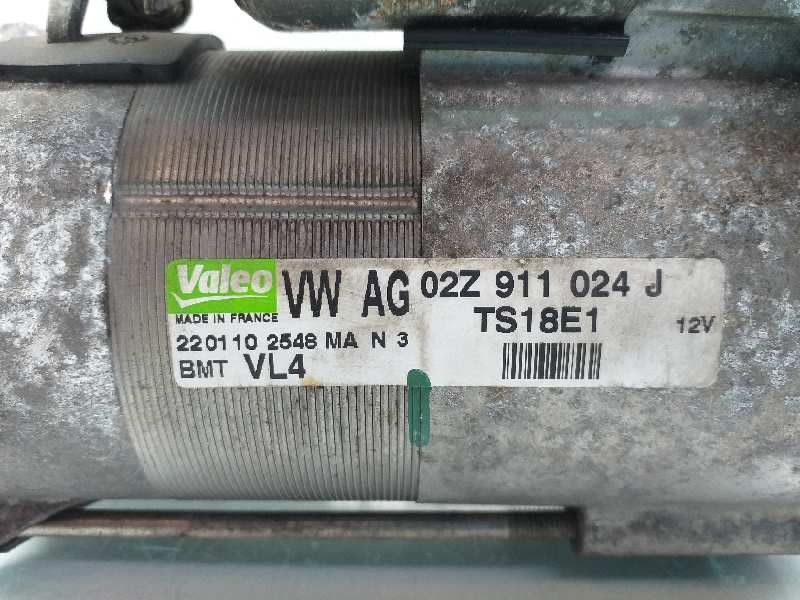 Valeo VW AG 02Z 911 024 J
MADE IN FRANCE TS18E1 12V
220110 2548 MA N 3
BMT VL4